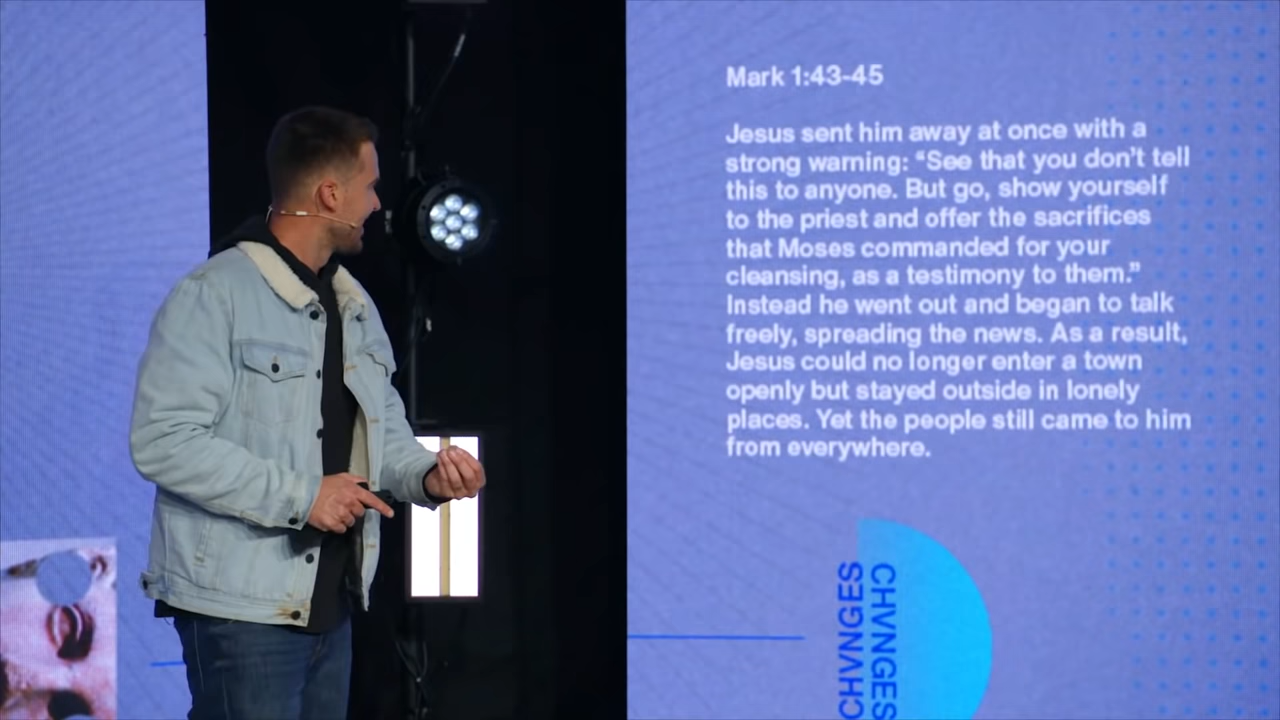 Mark 1:43-45
Jesus sent him away at once with a
strong warning: “See that you don’t tell
this to anyone. But go, show yourself
to the priest and offer the sacrifices
that Moses commanded for your
cleansing, as a testimony to them.”
Instead he went out and began to talk
freely, spreading the news. As a result,
Jesus could no longer enter a town
openly but stayed outside in lonely
places. Yet the people still came to him
from everywhere.
CHVNGES
CHVNGES